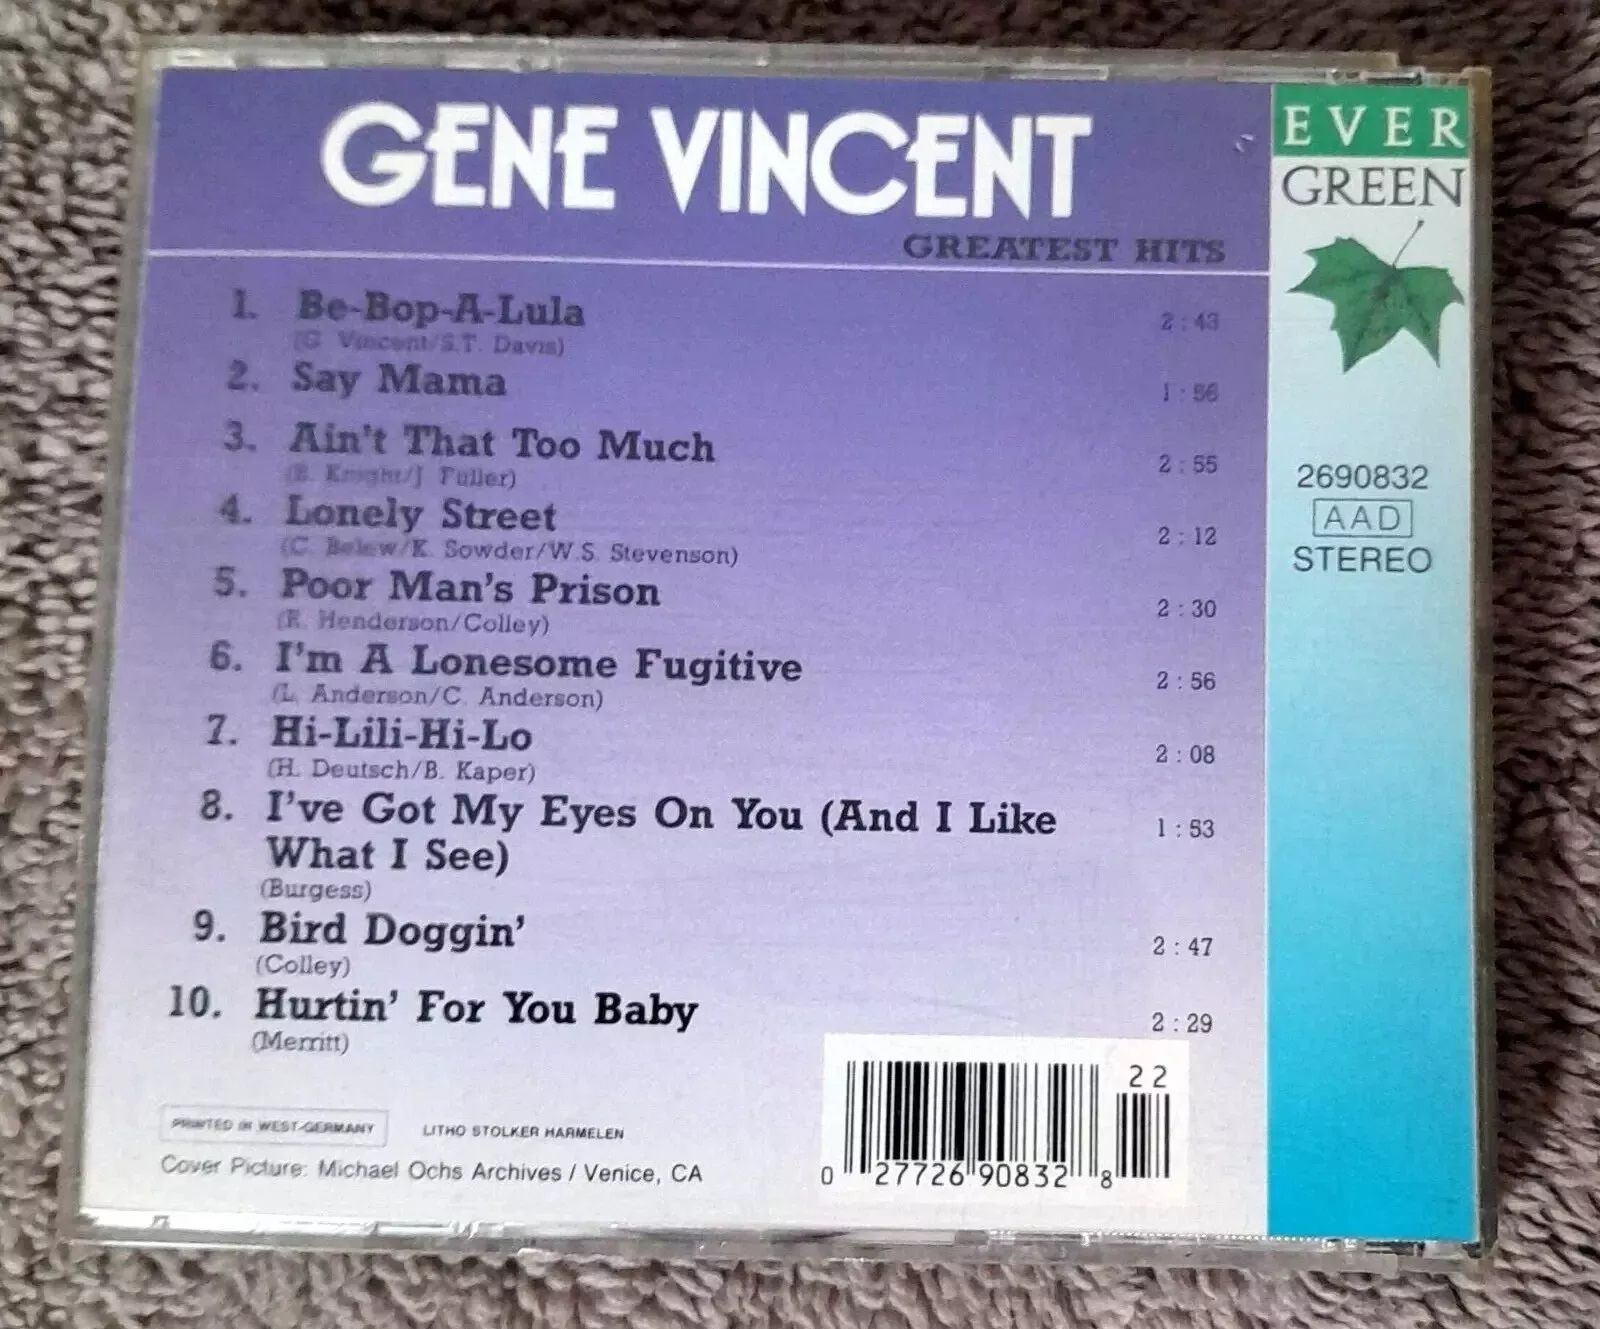 GENE VINCENT
GREATEST HITS
1. Be-Bop-A-Lula 2:43
(G. Vincent/S.T. Davis)
2. Say Mama 1:56
3. Ain't That Too Much 2:55
(B. Knight/J Fuller)
4. Lonely Street 2:12
(C. Belew/K. Sowder/W.S. Stevenson)
5. Poor Man's Prison 2:30
(R. Henderson/Colley)
6. I'm A Lonesome Fugitive 2:56
(L. Anderson/C. Anderson)
7. Hi-Lili-Hi-Lo 2:08
(H. Deutsch/B. Kaper)
8. I've Got My Eyes On You (And I Like 1:53
What I See)
(Burgess)
9. Bird Doggin' 2:47
(Colley)
10. Hurtin' For You Baby 2:29
(Merritt)
PRINTED IN WEST-GERMANY LITHO STOLKER HARMELEN
Cover Picture: Michael Ochs Archives / Venice, CA
22
0 27726 90832 8
EVER
GREEN
2690832
AAD
STEREO